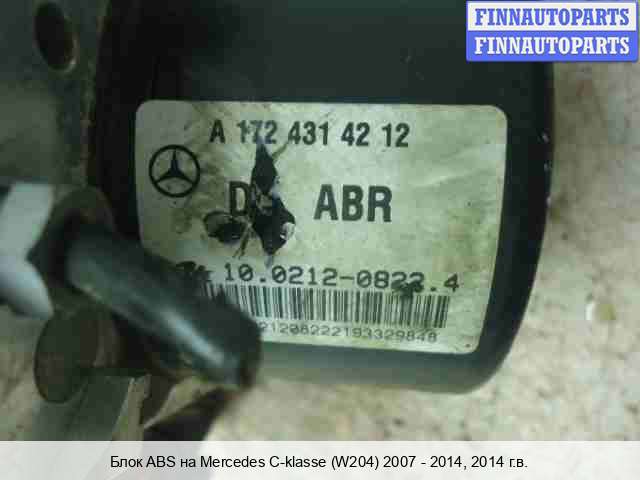 FINNAUTOPARTS
FINNAUTOPARTS
A 172 431 42 12
ABR
10.0212-0822.4
21208222193329848
Блок ABS на Mercedes C-klasse (W204) 2007 - 2014, 2014 г.в.